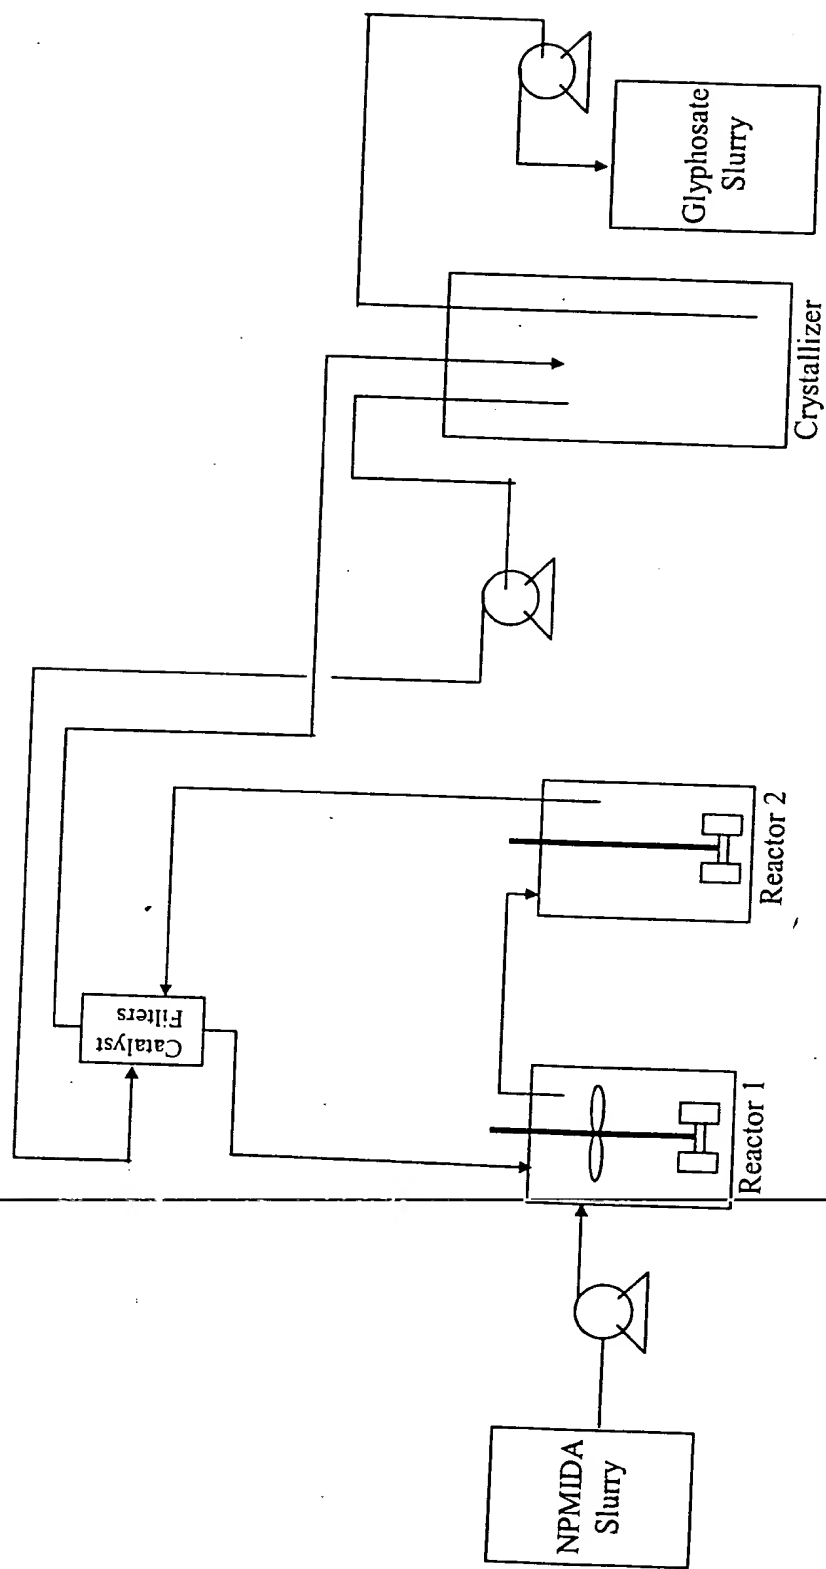 NPMIDA
Slurry
Reactor 1
Catalyst
Filters
Reactor 2
Crystallizer
Glyphosate
Slurry